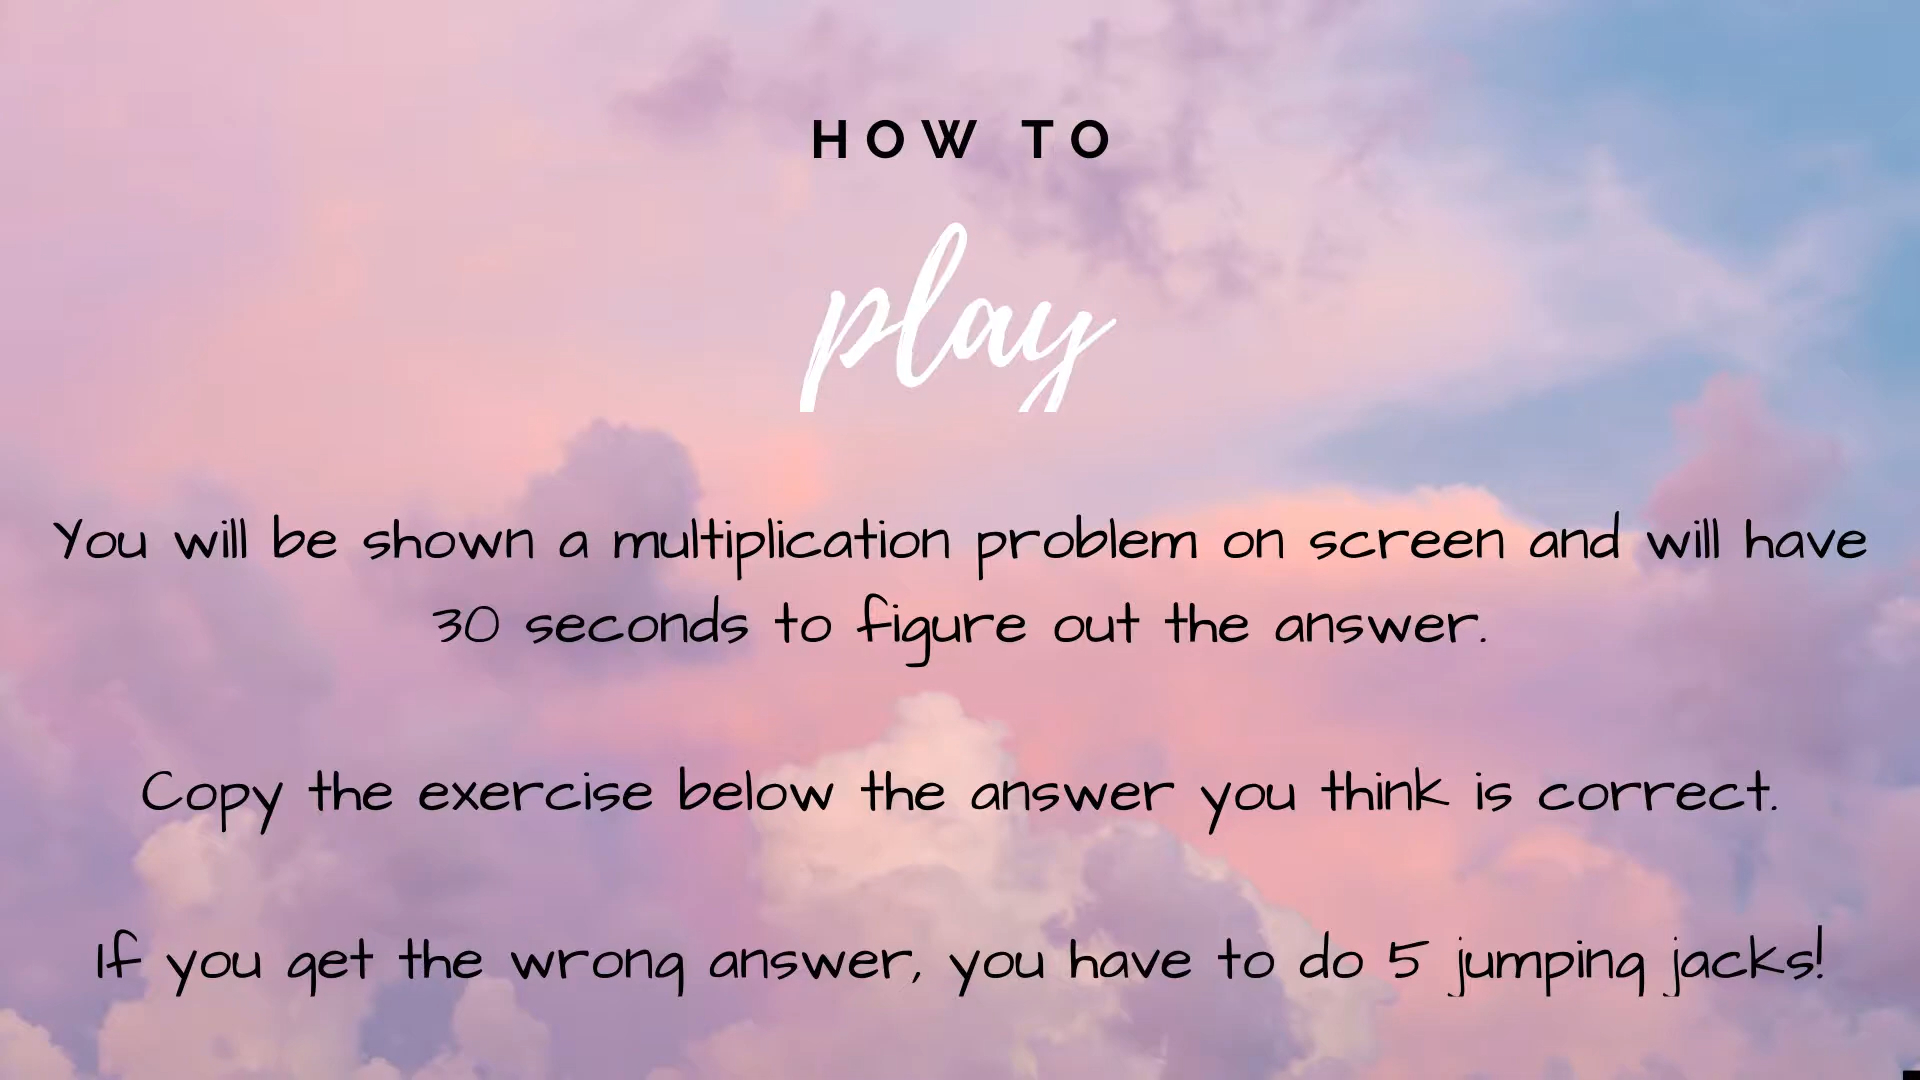 HOW TO
play
You will be shown a multiplication problem on screen and will have
30 seconds to figure out the answer.
Copy the exercise below the answer you think is correct.
If you get the wrong answer, you have to do 5 jumping jacks!